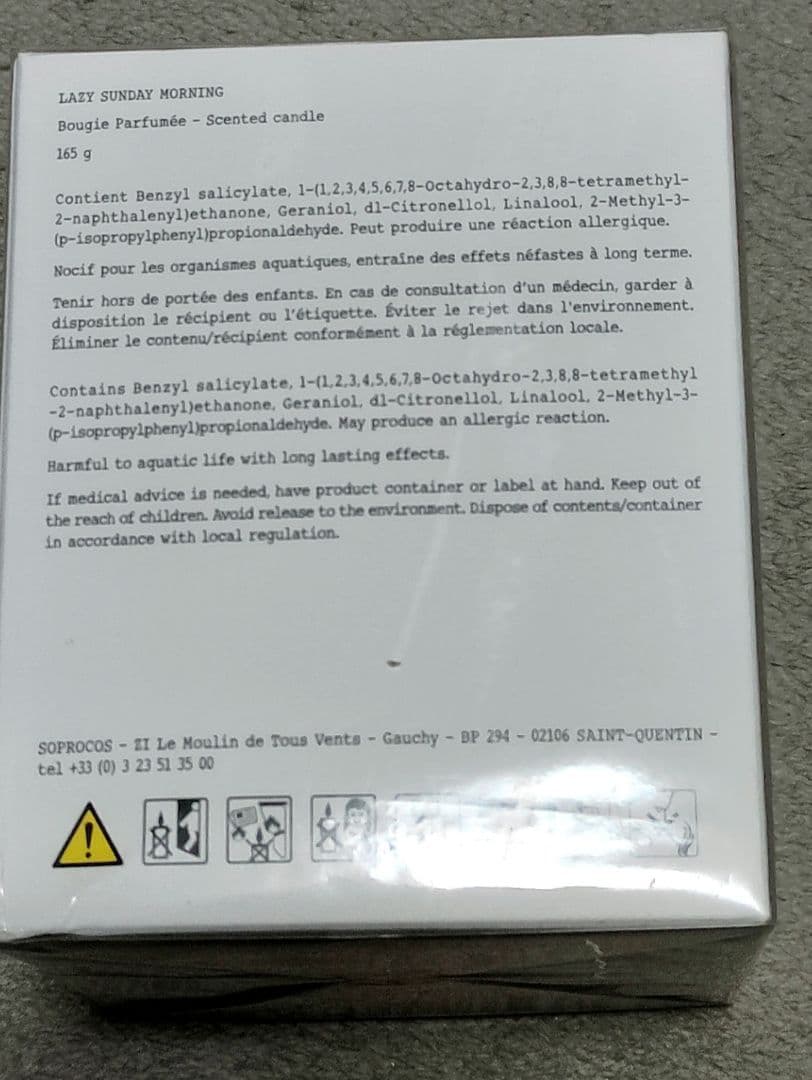 LAZY SUNDAY MORNING
Bougie Parfumée - Scented candle
165 g
Contient Benzyl salicylate, 1-(1,2,3,4,5,6,7,8-Octahydro-2,3,8,8-tetramethyl-
2-naphthalenyl)ethanone, Geraniol, dl-Citronellol, Linalool, 2-Methyl-3-
(p-isopropylphenyl)propionaldehyde. Peut produire une réaction allergique.
Nocif pour les organismes aquatiques, entraîne des effets néfastes à long terme.
Tenir hors de portée des enfants. En cas de consultation d'un médecin, garder à
disposition le récipient ou l'étiquette. Éviter le rejet dans l'environnement.
Éliminer le contenu/récipient conformément à la réglementation locale.
Contains Benzyl salicylate, 1-(1,2,3,4,5,6,7,8-Octahydro-2,3,8,8-tetramethyl
-2-naphthalenyl)ethanone, Geraniol, dl-Citronellol, Linalool, 2-Methyl-3-
(p-isopropylphenyl)propionaldehyde. May produce an allergic reaction.
Harmful to aquatic life with long lasting effects.
If medical advice is needed, have product container or label at hand. Keep out of
the reach of children. Avoid release to the environment. Dispose of contents/container
in accordance with local regulation.
SOPROCOS - ZI Le Moulin de Tous Vents - Gauchy - BP 294 - 02106 SAINT-QUENTIN -
tel +33 (0) 3 23 51 35 00